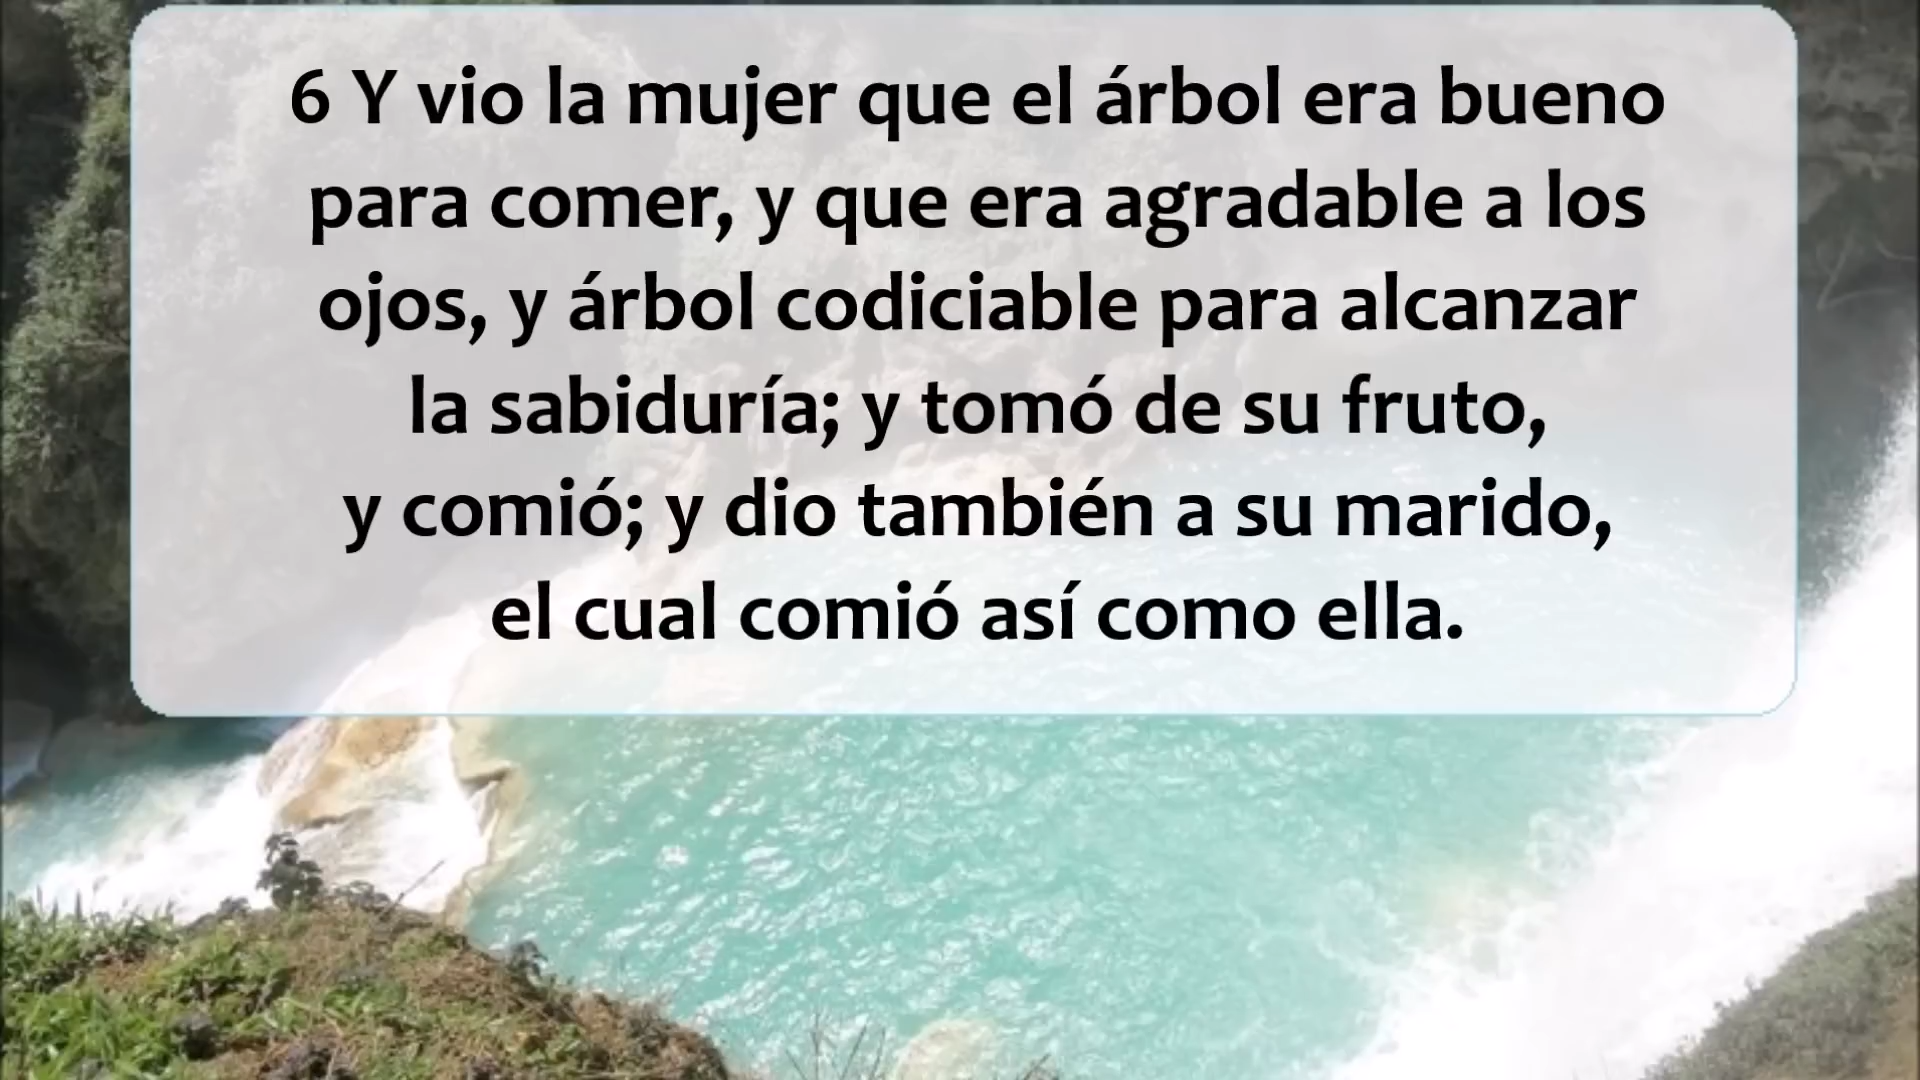 6 Y vio la mujer que el árbol era bueno
para comer, y que era agradable a los
ojos, y árbol codiciable para alcanzar
la sabiduría; y tomó de su fruto,
y comió; y dio también a su marido,
el cual comió así como ella.